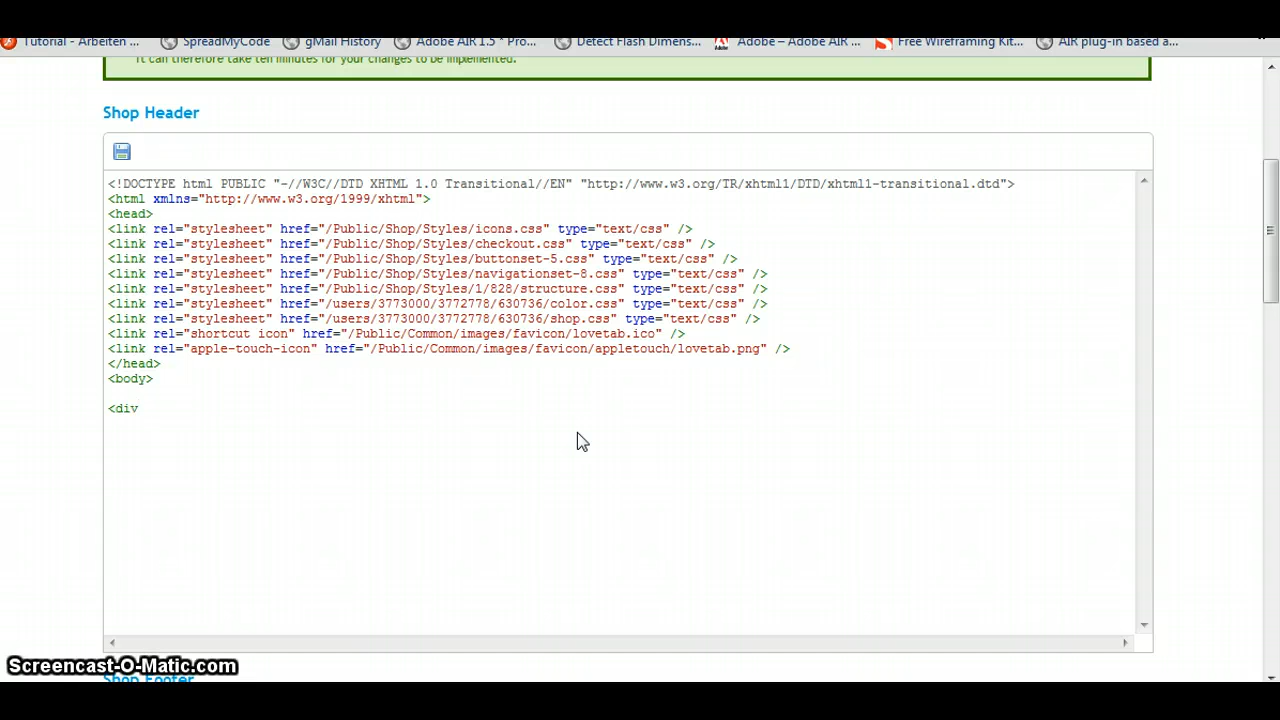 Tutorial - Arbeiten ... SpreadMyCode gMail History Adobe AIR 1.5 * Pro... Detect Flash Dimens... Adobe – Adobe AIR ... Free Wireframing Kit... AIR plug-in based a...
It can therefore take ten minutes for your changes to be implemented.
Shop Header
<!DOCTYPE html PUBLIC "-//W3C//DTD XHTML 1.0 Transitional//EN" "http://www.w3.org/TR/xhtml1/DTD/xhtml1-transitional.dtd">
<html xmlns="http://www.w3.org/1999/xhtml">
<head>
<link rel="stylesheet" href="/Public/Shop/Styles/icons.css" type="text/css" />
<link rel="stylesheet" href="/Public/Shop/Styles/checkout.css" type="text/css" />
<link rel="stylesheet" href="/Public/Shop/Styles/buttonset-5.css" type="text/css" />
<link rel="stylesheet" href="/Public/Shop/Styles/navigationset-8.css" type="text/css" />
<link rel="stylesheet" href="/Public/Shop/Styles/1/828/structure.css" type="text/css" />
<link rel="stylesheet" href="/users/3773000/3772778/630736/color.css" type="text/css" />
<link rel="stylesheet" href="/users/3773000/3772778/630736/shop.css" type="text/css" />
<link rel="shortcut icon" href="/Public/Common/images/favicon/lovetab.ico" />
<link rel="apple-touch-icon" href="/Public/Common/images/favicon/appletouch/lovetab.png" />
</head>
<body>
<div
Screencast-O-Matic.com
Shop Footer